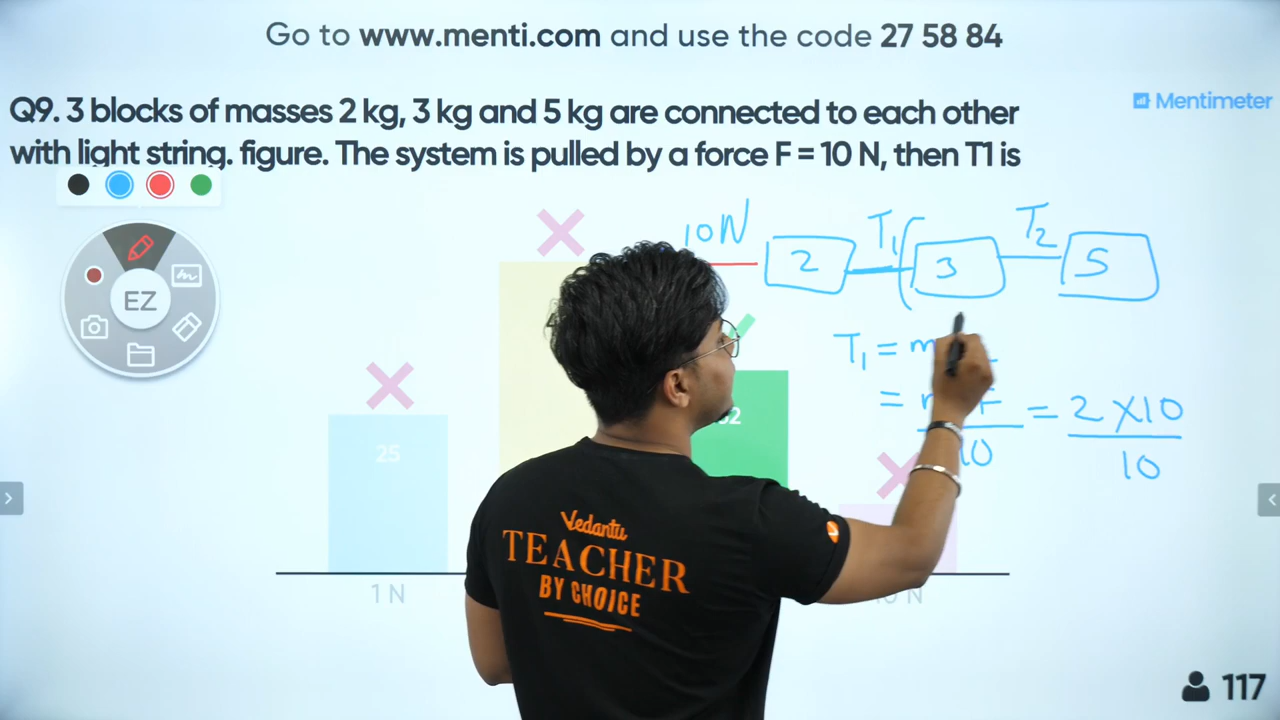 Go to www.menti.com and use the code 27 58 84
Mentimeter
Q9. 3 blocks of masses 2 kg, 3 kg and 5 kg are connected to each other
with light string. figure. The system is pulled by a force F = 10 N, then T1 is
EZ
10N 2 T₁ 3 T₂ 5
T₁ =
= 10 = 2 X 10
10
25
1 N
Vedantu
TEACHER
BY CHOICE
117